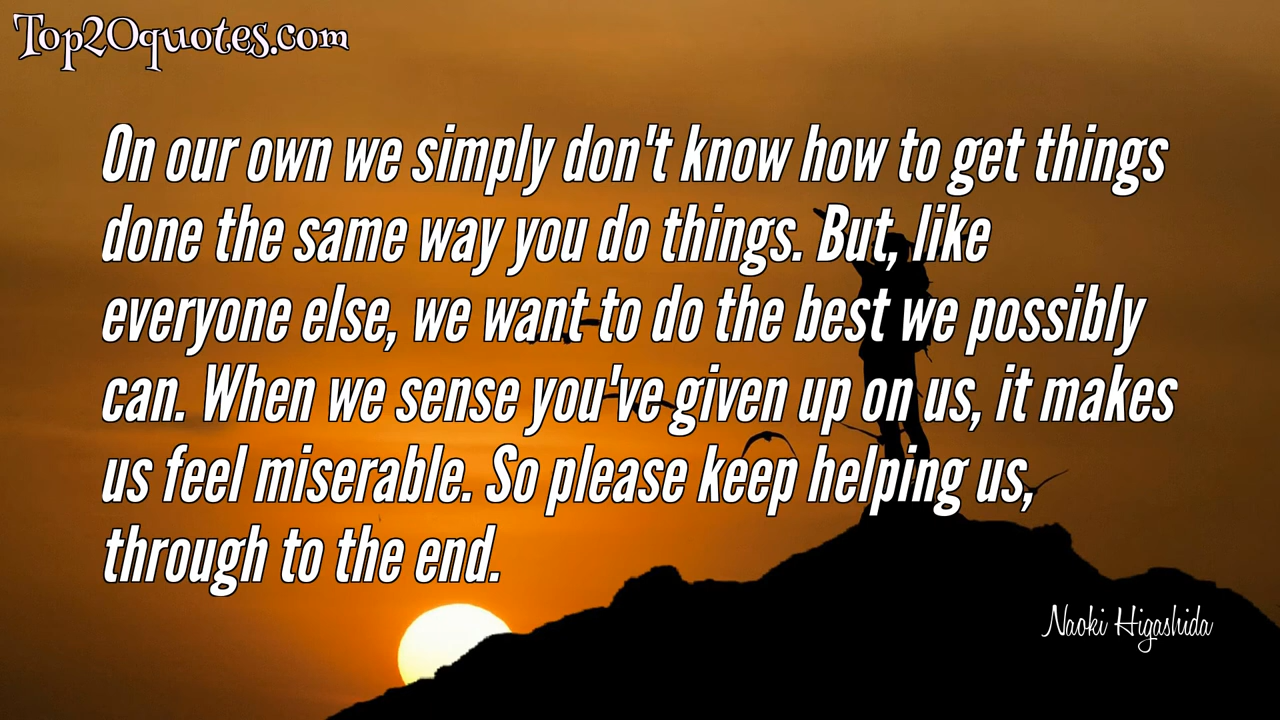 Top20quotes.com
On our own we simply don't know how to get things
done the same way you do things. But, like
everyone else, we want to do the best we possibly
can. When we sense you've given up on us, it makes
us feel miserable. So please keep helping us,
through to the end.
Naoki Higashida